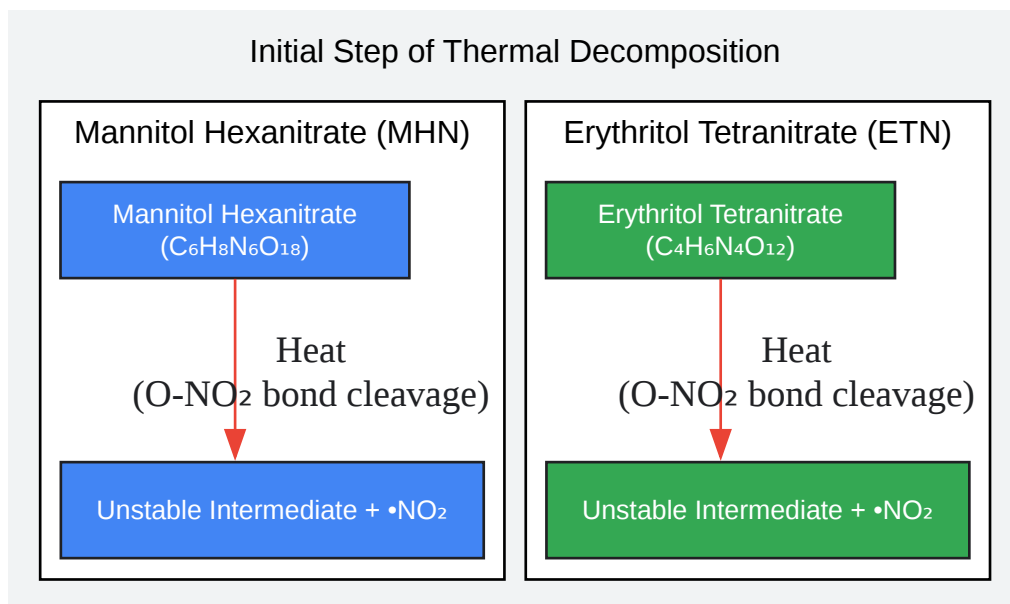 Initial Step of Thermal Decomposition
Mannitol Hexanitrate (MHN)
Mannitol Hexanitrate
(C₆H₈N₆O₁₈)
Heat
(O-NO₂ bond cleavage)
Unstable Intermediate + •NO₂
Erythritol Tetranitrate (ETN)
Erythritol Tetranitrate
(C₄H₆N₄O₁₂)
Heat
(O-NO₂ bond cleavage)
Unstable Intermediate + •NO₂